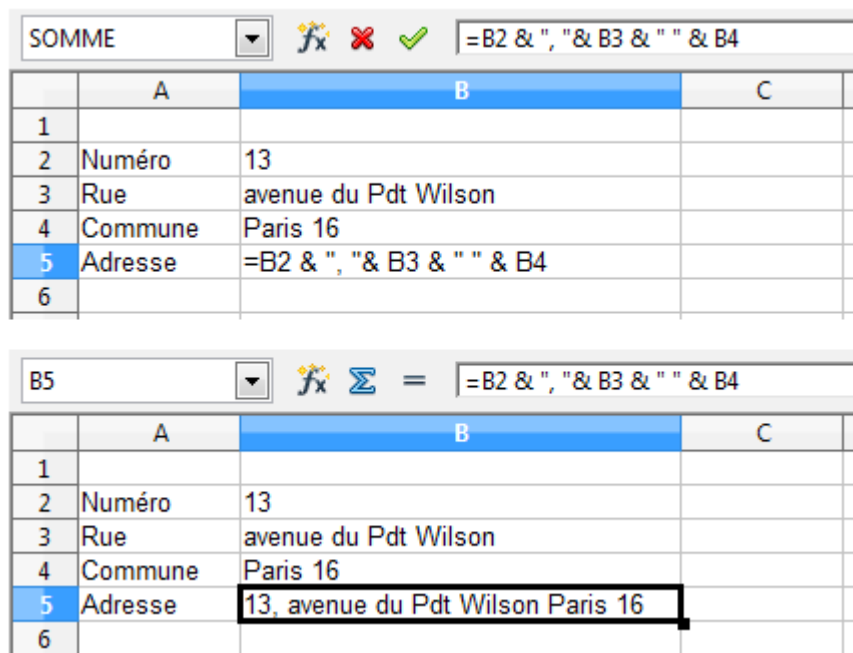 SOMME fx =B2 & ", "& B3 & " " & B4
A B C
1
2 Numéro 13
3 Rue avenue du Pdt Wilson
4 Commune Paris 16
5 Adresse =B2 & ", "& B3 & " " & B4
6
B5 fx Σ = =B2 & ", "& B3 & " " & B4
A B C
1
2 Numéro 13
3 Rue avenue du Pdt Wilson
4 Commune Paris 16
5 Adresse 13, avenue du Pdt Wilson Paris 16
6